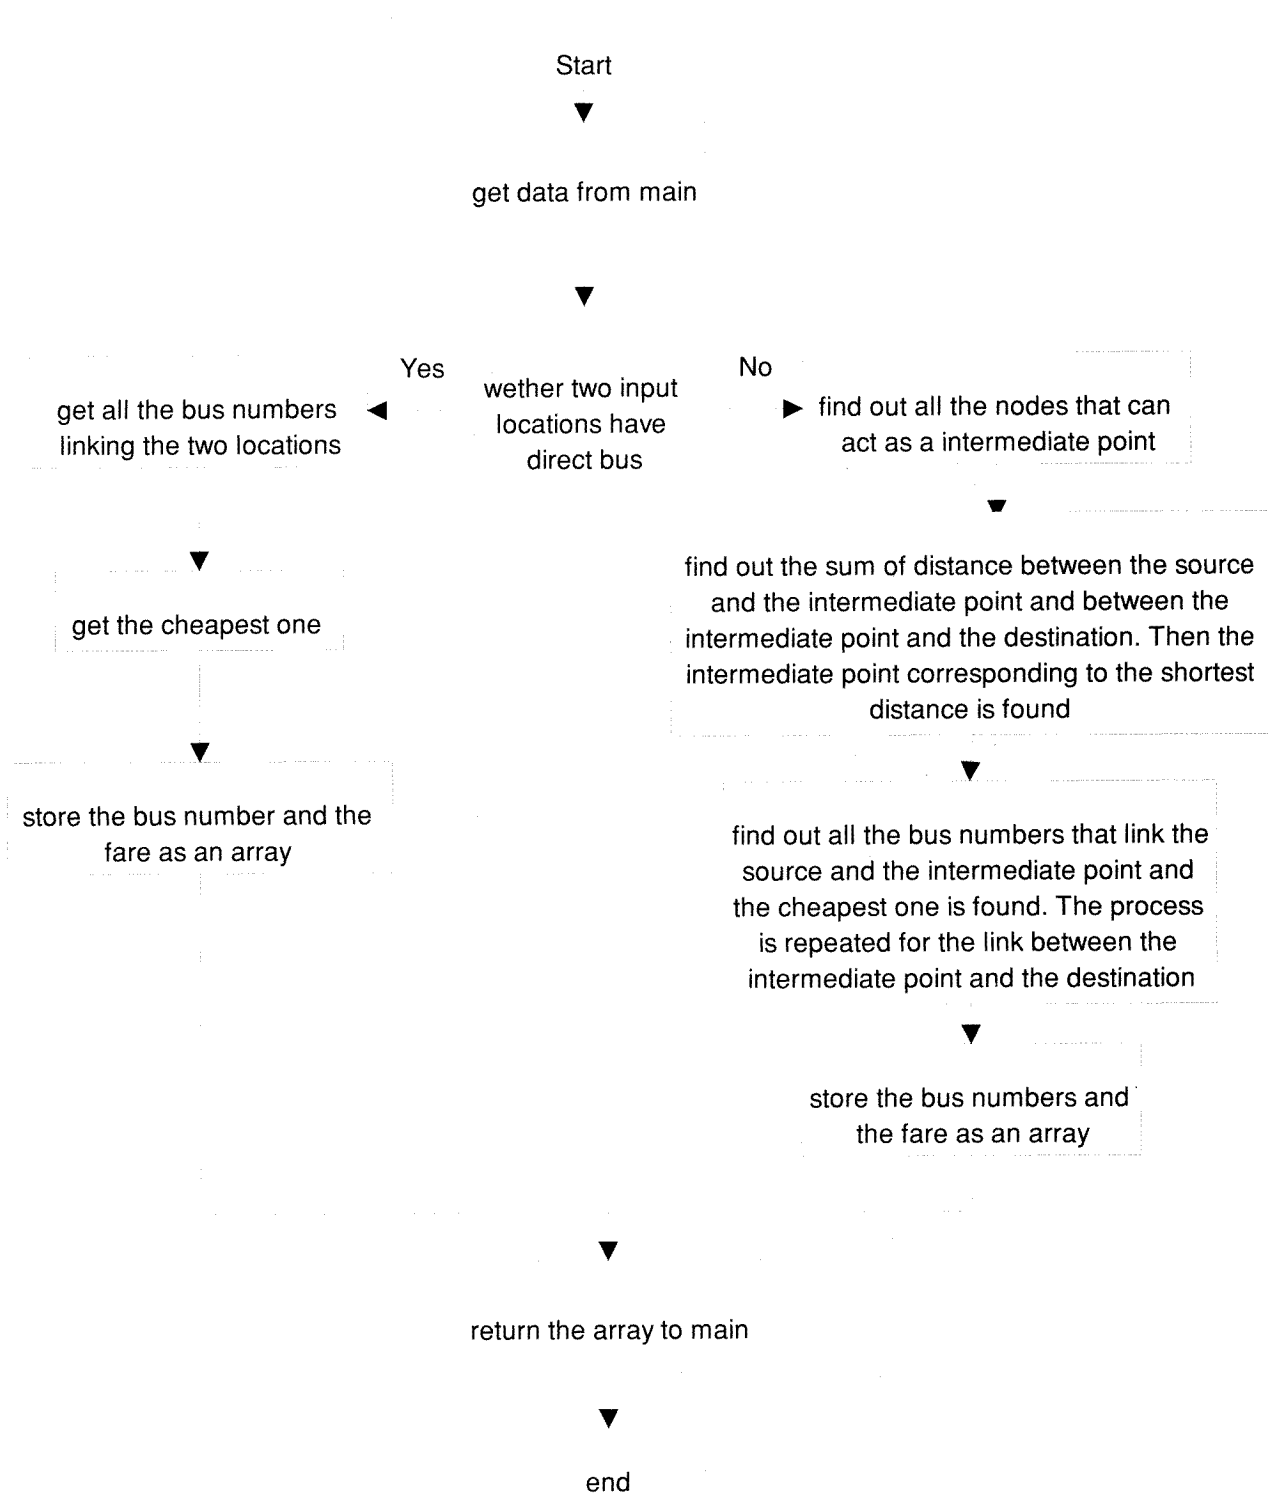 Start
get data from main
Yes
wether two input
locations have
direct bus
No
get all the bus numbers
linking the two locations
find out all the nodes that can
act as a intermediate point
get the cheapest one
find out the sum of distance between the source
and the intermediate point and between the
intermediate point and the destination. Then the
intermediate point corresponding to the shortest
distance is found
store the bus number and the
fare as an array
find out all the bus numbers that link the
source and the intermediate point and
the cheapest one is found. The process
is repeated for the link between the
intermediate point and the destination
store the bus numbers and
the fare as an array
return the array to main
end